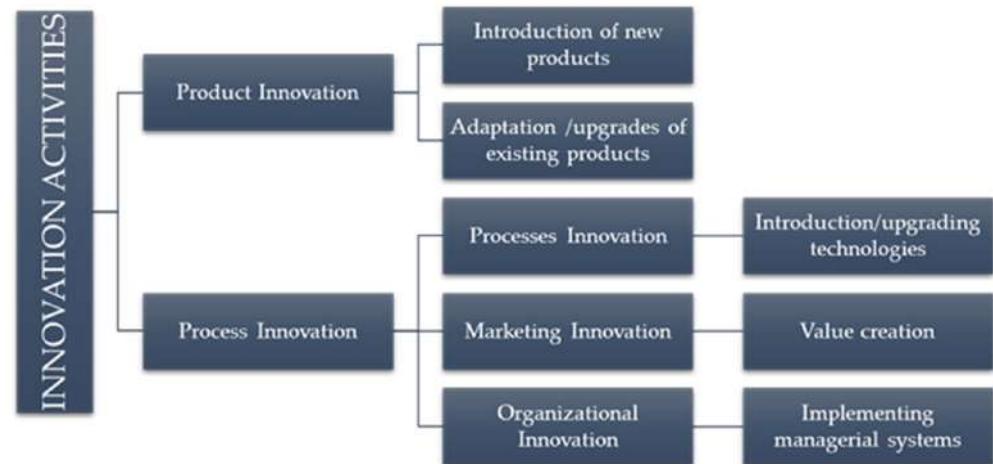 INNOVATION ACTIVITIES
Product Innovation
Introduction of new
products
Adaptation /upgrades of
existing products
Process Innovation
Processes Innovation
Introduction/upgrading
technologies
Marketing Innovation
Value creation
Organizational
Innovation
Implementing
managerial systems